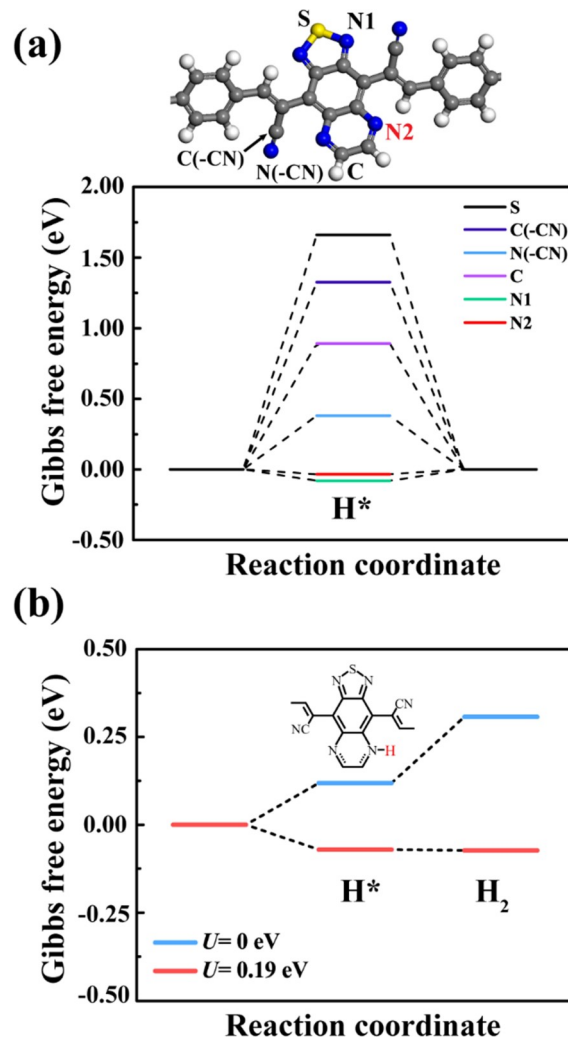 (a)
S
N1
N2
C(-CN)
N(-CN)
C
Gibbs free energy (eV)
2.00
1.50
1.00
0.50
0.00
-0.50
S
C(-CN)
N(-CN)
C
N1
N2
H*
Reaction coordinate
(b)
Gibbs free energy (eV)
0.50
0.25
0.00
-0.25
-0.50
S
N N
CN
NC
N N-H
H*
H₂
U= 0 eV
U= 0.19 eV
Reaction coordinate